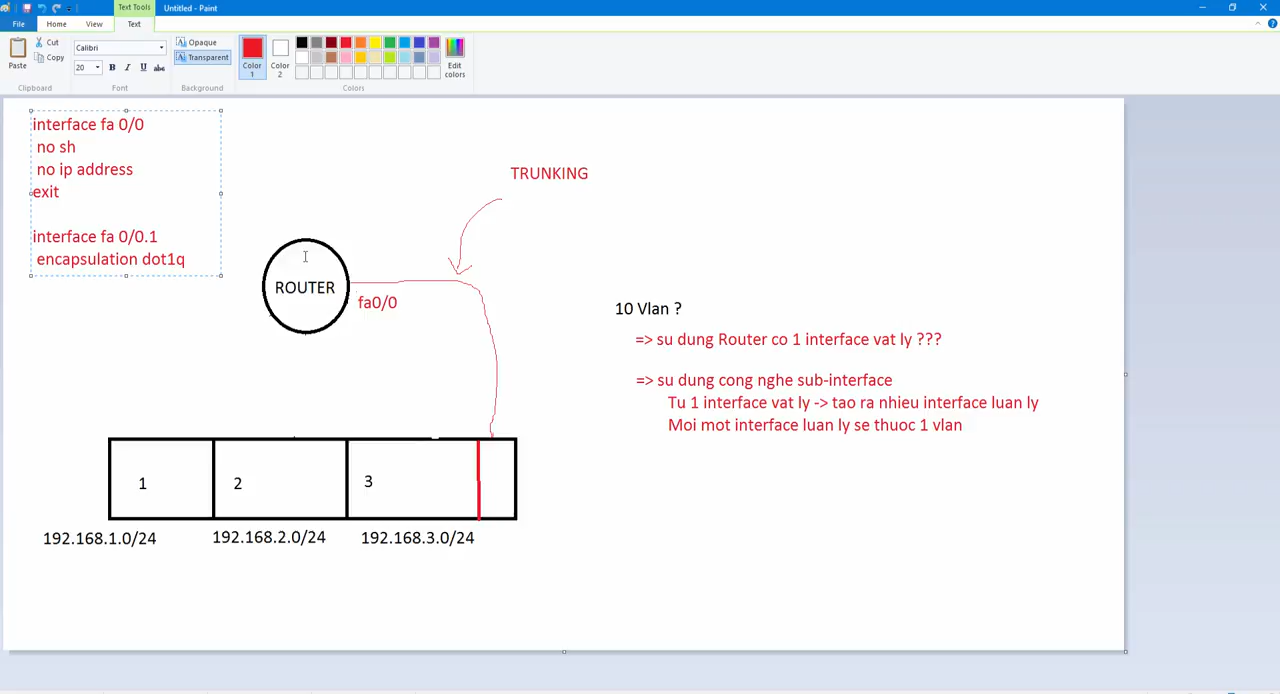 Text Tools
Untitled - Paint
File
Home
View
Text
Paste
Cut
Copy
Clipboard
Calibri
20
B
I
U
abc
Font
Opaque
Transparent
Background
Color
1
Color
2
Edit
colors
Colors
interface fa 0/0
no sh
no ip address
exit
interface fa 0/0.1
encapsulation dot1q
TRUNKING
ROUTER
fa0/0
10 Vlan ?
=> su dung Router co 1 interface vat ly ???
=> su dung cong nghe sub-interface
Tu 1 interface vat ly -> tao ra nhieu interface luan ly
Moi mot interface luan ly se thuoc 1 vlan
1
2
3
192.168.1.0/24
192.168.2.0/24
192.168.3.0/24